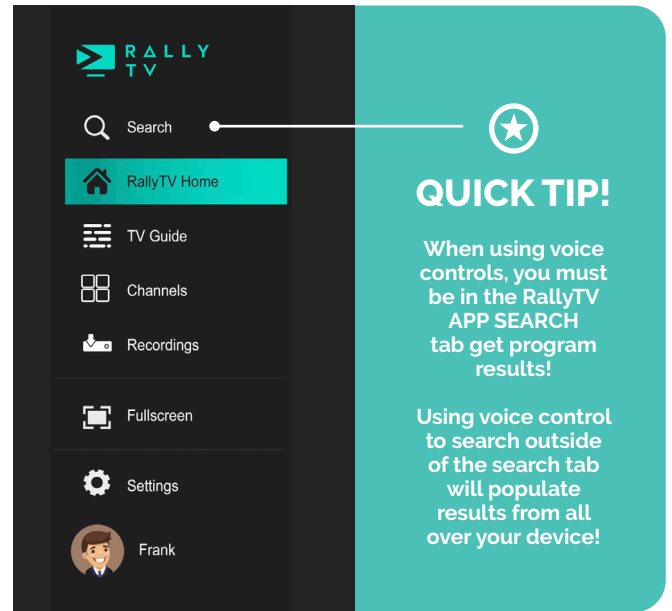 RALLY
TV
Search
RallyTV Home
TV Guide
Channels
Recordings
Fullscreen
Settings
Frank
QUICK TIP!
When using voice
controls, you must
be in the RallyTV
APP SEARCH
tab get program
results!
Using voice control
to search outside
of the search tab
will populate
results from all
over your device!